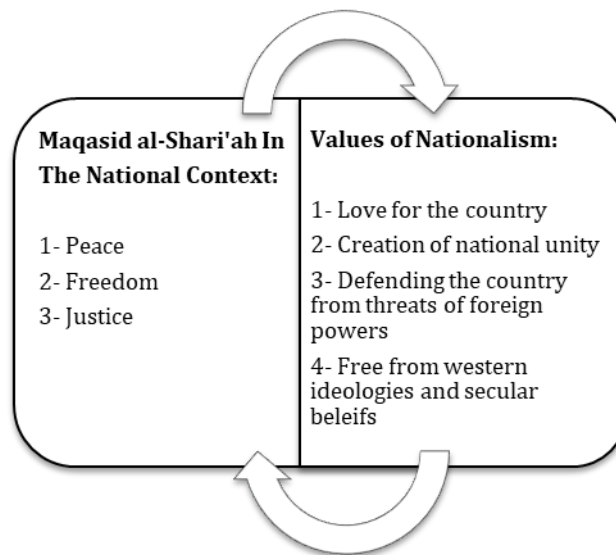 Maqasid al-Shari'ah In
The National Context:
1- Peace
2- Freedom
3- Justice
Values of Nationalism:
1- Love for the country
2- Creation of national unity
3- Defending the country
from threats of foreign
powers
4- Free from western
ideologies and secular
beleifs